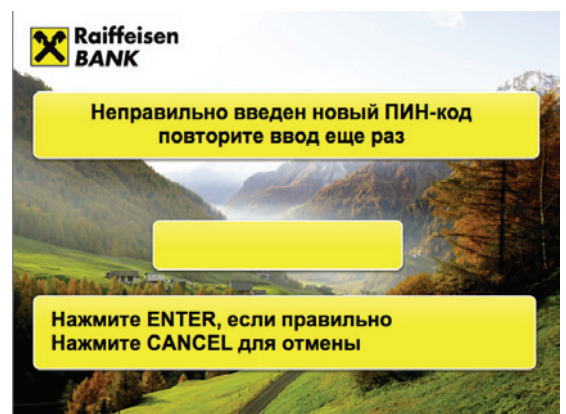 Raiffeisen
BANK
Неправильно введен новый ПИН-код
повторите ввод еще раз
Нажмите ENTER, если правильно
Нажмите CANCEL для отмены